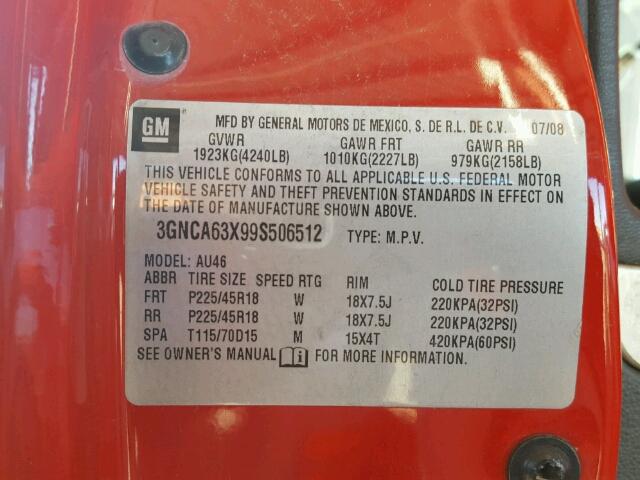 GM MFD BY GENERAL MOTORS DE MEXICO, S. DE R.L. DE C.V. 07/08
GVWR GAWR FRT GAWR RR
1923KG(4240LB) 1010KG(2227LB) 979KG(2158LB)
THIS VEHICLE CONFORMS TO ALL APPLICABLE U.S. FEDERAL MOTOR
VEHICLE SAFETY AND THEFT PREVENTION STANDARDS IN EFFECT ON
THE DATE OF MANUFACTURE SHOWN ABOVE.
3GNCA63X99S506512 TYPE: M.P.V.
MODEL: AU46
ABBR TIRE SIZE SPEED RTG RIM COLD TIRE PRESSURE
FRT P225/45R18 W 18X7.5J 220KPA(32PSI)
RR P225/45R18 W 18X7.5J 220KPA(32PSI)
SPA T115/70D15 M 15X4T 420KPA(60PSI)
SEE OWNER'S MANUAL FOR MORE INFORMATION.